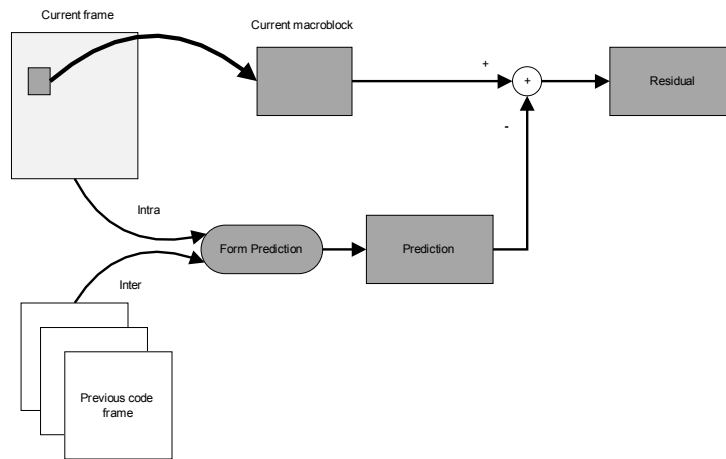 Current frame
Current macroblock
+
+
Residual
-
Intra
Form Prediction
Prediction
Inter
Previous code
frame